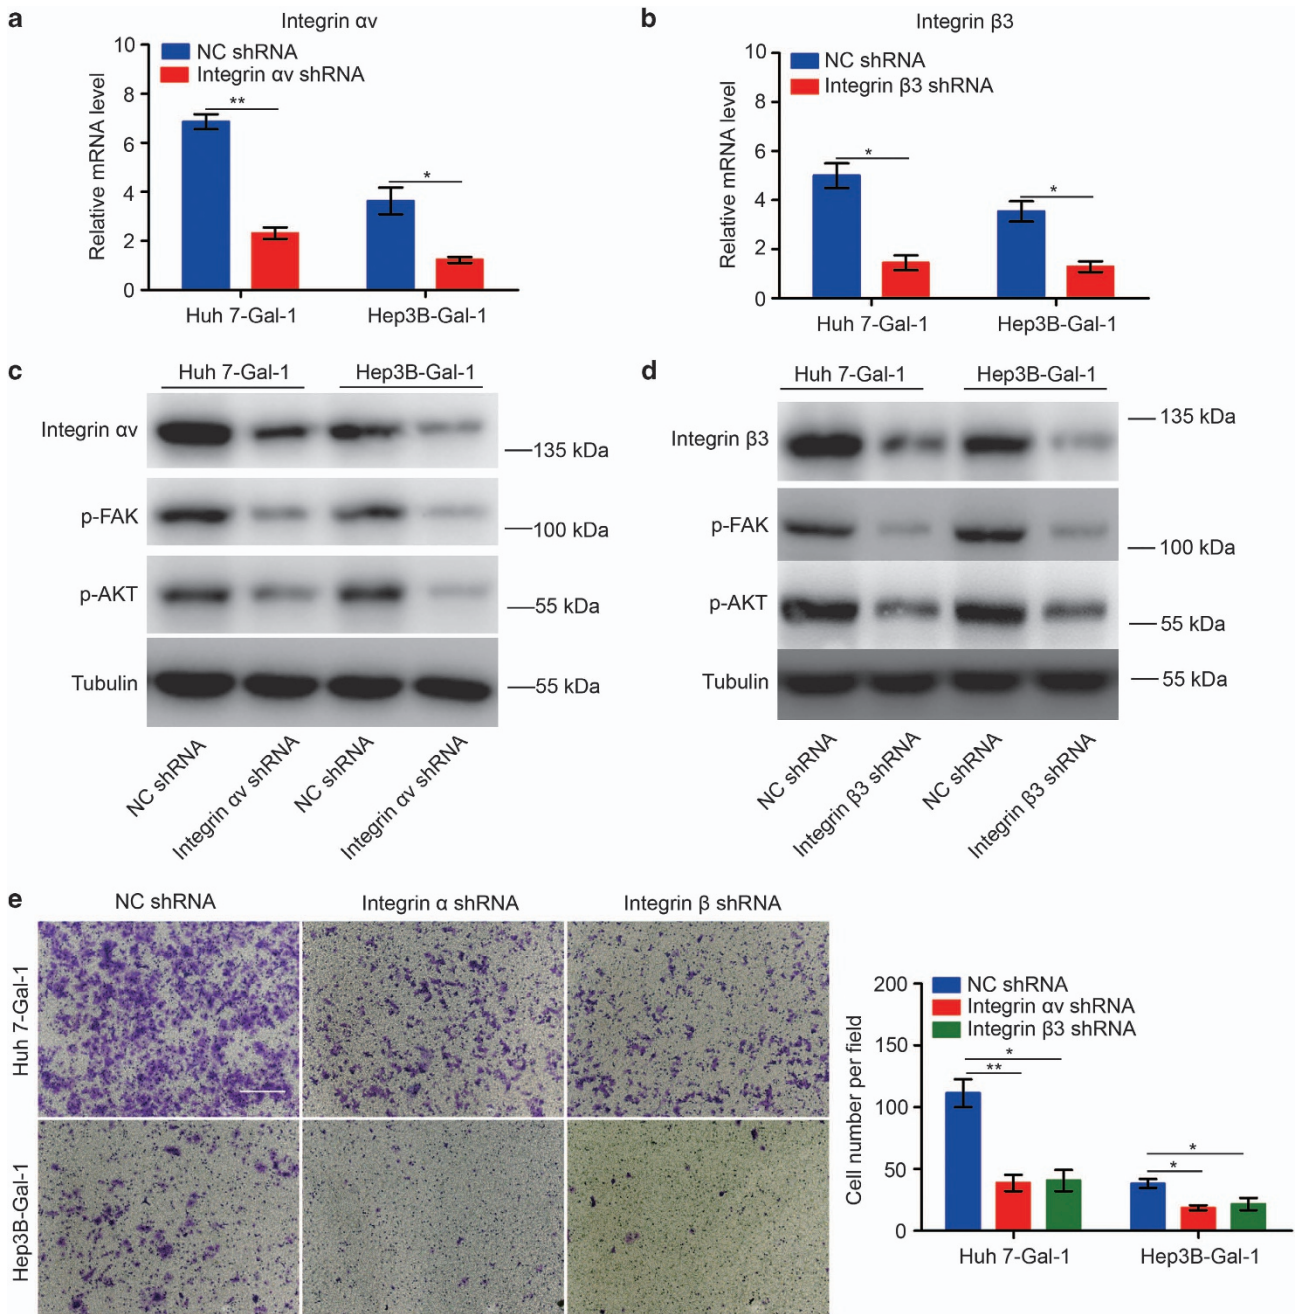 a
Integrin αv
10
8
6
4
2
0
Relative mRNA level
NC shRNA
Integrin αv shRNA
**
*
Huh 7-Gal-1
Hep3B-Gal-1
b
Integrin β3
10
8
6
4
2
0
Relative mRNA level
NC shRNA
Integrin β3 shRNA
*
*
Huh 7-Gal-1
Hep3B-Gal-1
c
Huh 7-Gal-1
Hep3B-Gal-1
Integrin αv
135 kDa
p-FAK
100 kDa
p-AKT
55 kDa
Tubulin
55 kDa
NC shRNA
Integrin αv shRNA
NC shRNA
Integrin αv shRNA
d
Huh 7-Gal-1
Hep3B-Gal-1
135 kDa
Integrin β3
p-FAK
100 kDa
p-AKT
55 kDa
Tubulin
55 kDa
NC shRNA
Integrin β3 shRNA
NC shRNA
Integrin β3 shRNA
e
NC shRNA
Integrin α shRNA
Integrin β shRNA
Huh 7-Gal-1
Hep3B-Gal-1
200
150
100
50
0
Cell number per field
NC shRNA
Integrin αv shRNA
Integrin β3 shRNA
*
**
*
*
Huh 7-Gal-1
Hep3B-Gal-1